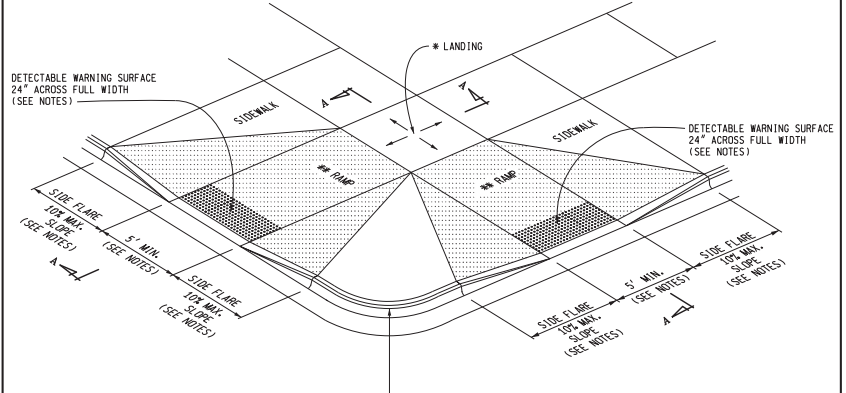 * LANDING
DETECTABLE WARNING SURFACE
24" ACROSS FULL WIDTH
(SEE NOTES)
A
A
SIDEWALK
SIDEWALK
DETECTABLE WARNING SURFACE
24" ACROSS FULL WIDTH
(SEE NOTES)
** RAMP
** RAMP
SIDE FLARE
10% MAX.
SLOPE
(SEE NOTES)
5' MIN.
(SEE NOTES)
SIDE FLARE
10% MAX.
SLOPE
(SEE NOTES)
A
SIDE FLARE
10% MAX.
SLOPE
(SEE NOTES)
5' MIN.
(SEE NOTES)
SIDE FLARE
10% MAX.
SLOPE
(SEE NOTES)
A